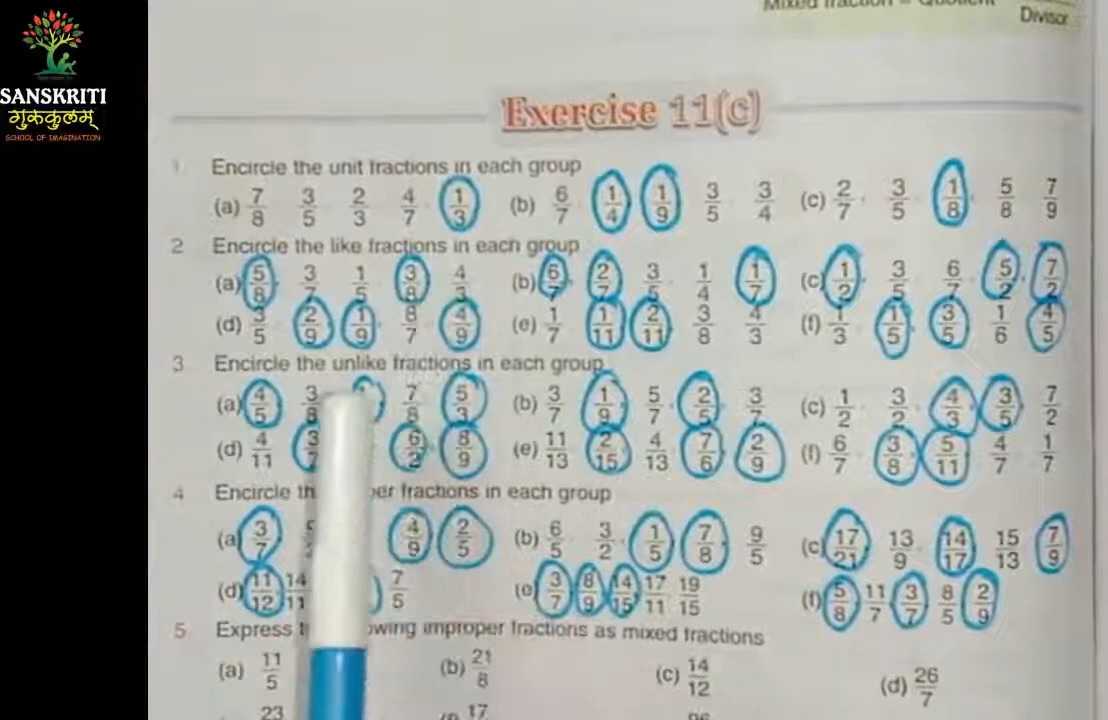 SANSKRITI
गुरुकुलम्
SCHOOL OF IMAGINATION
Mixed fraction = Quotient
Divisor
Exercise 11(c)
1. Encircle the unit fractions in each group
(a) 7/8 3/5 2/3 4/7 1/3 (b) 6/7 1/4 1/9 3/5 3/4 (c) 2/7 3/5 1/8 5/8 7/9
2 Encircle the like fractions in each group
(a) 5/8 3/7 1/5 3/8 4/3 (b) 6/7 2/7 3/5 1/4 1/7 (c) 1/2 3/5 6/7 5/2 7/2
(d) 3/5 2/9 1/9 8/7 4/9 (e) 1/7 1/11 2/11 3/8 4/3 (f) 1/3 1/5 3/5 1/6 4/5
3 Encircle the unlike fractions in each group
(a) 4/5 3/8 7/8 5/3 (b) 3/7 1/9 5/7 2/5 3/7 (c) 1/2 3/2 4/3 3/5 7/2
(d) 4/11 3/7 6/2 8/9 (e) 11/13 2/15 4/13 7/6 2/9 (f) 6/7 3/8 5/11 4/7 1/7
4 Encircle fractions in each group
(a) 3/7 4/9 2/5 (b) 6/5 3/2 1/5 7/8 9/5 (c) 17/21 13/9 14/17 15/13 7/9
(d) 11/12 14/11 7/5 (e) 3/7 8/9 14/15 17/11 19/15 (f) 5/8 11/7 3/7 8/5 2/9
5 Express improper fractions as mixed fractions
(a) 11/5 (b) 21/8 (c) 14/12 (d) 26/7
23 17